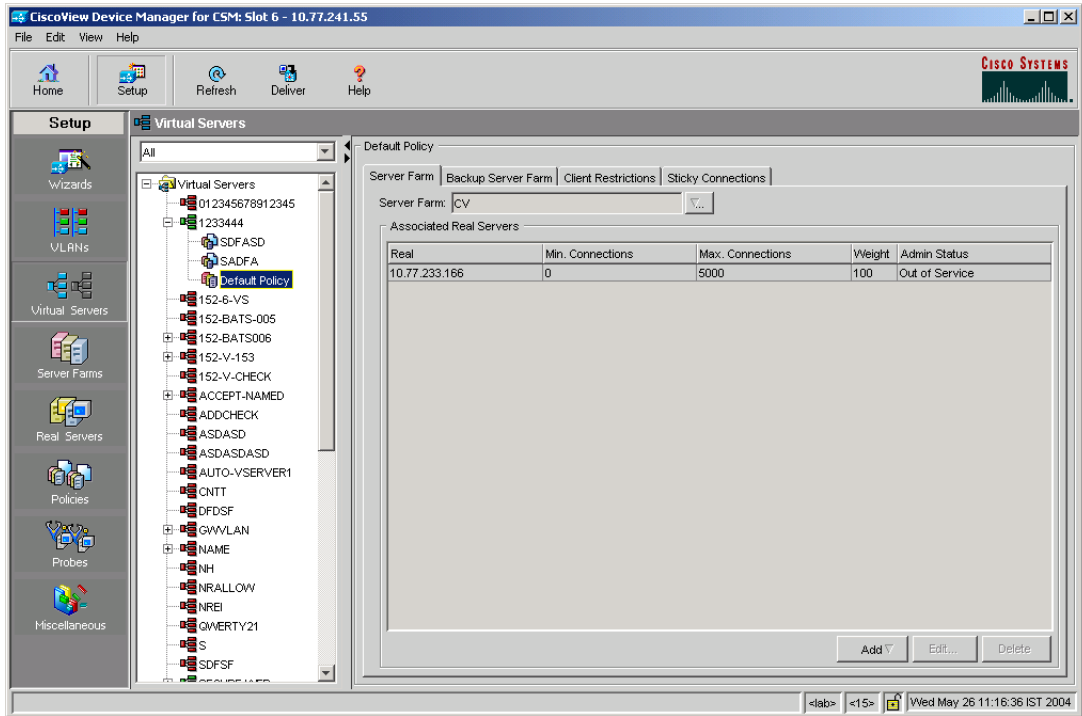 CiscoView Device Manager for CSM: Slot 6 - 10.77.241.55
File Edit View Help
Home
Setup
Refresh
Deliver
Help
CISCO SYSTEMS
Setup
Virtual Servers
Wizards
VLANs
Virtual Servers
Server Farms
Real Servers
Policies
Probes
Miscellaneous
All
Virtual Servers
012345678912345
1233444
SDFASD
SADFA
Default Policy
152-6-VS
152-BATS-005
152-BATS006
152-V-153
152-V-CHECK
ACCEPT-NAMED
ADDCHECK
ASDASD
ASDASDASD
AUTO-VSERVER1
CNTT
DFDSF
GWVLAN
NAME
NH
NRALLOW
NREI
QWERTY21
S
SDFSF
Default Policy
Server Farm Backup Server Farm Client Restrictions Sticky Connections
Server Farm: CV
Associated Real Servers
Real Min. Connections Max. Connections Weight Admin Status
10.77.233.166 0 5000 100 Out of Service
Add Edit... Delete
<lab> <15> Wed May 26 11:16:36 IST 2004